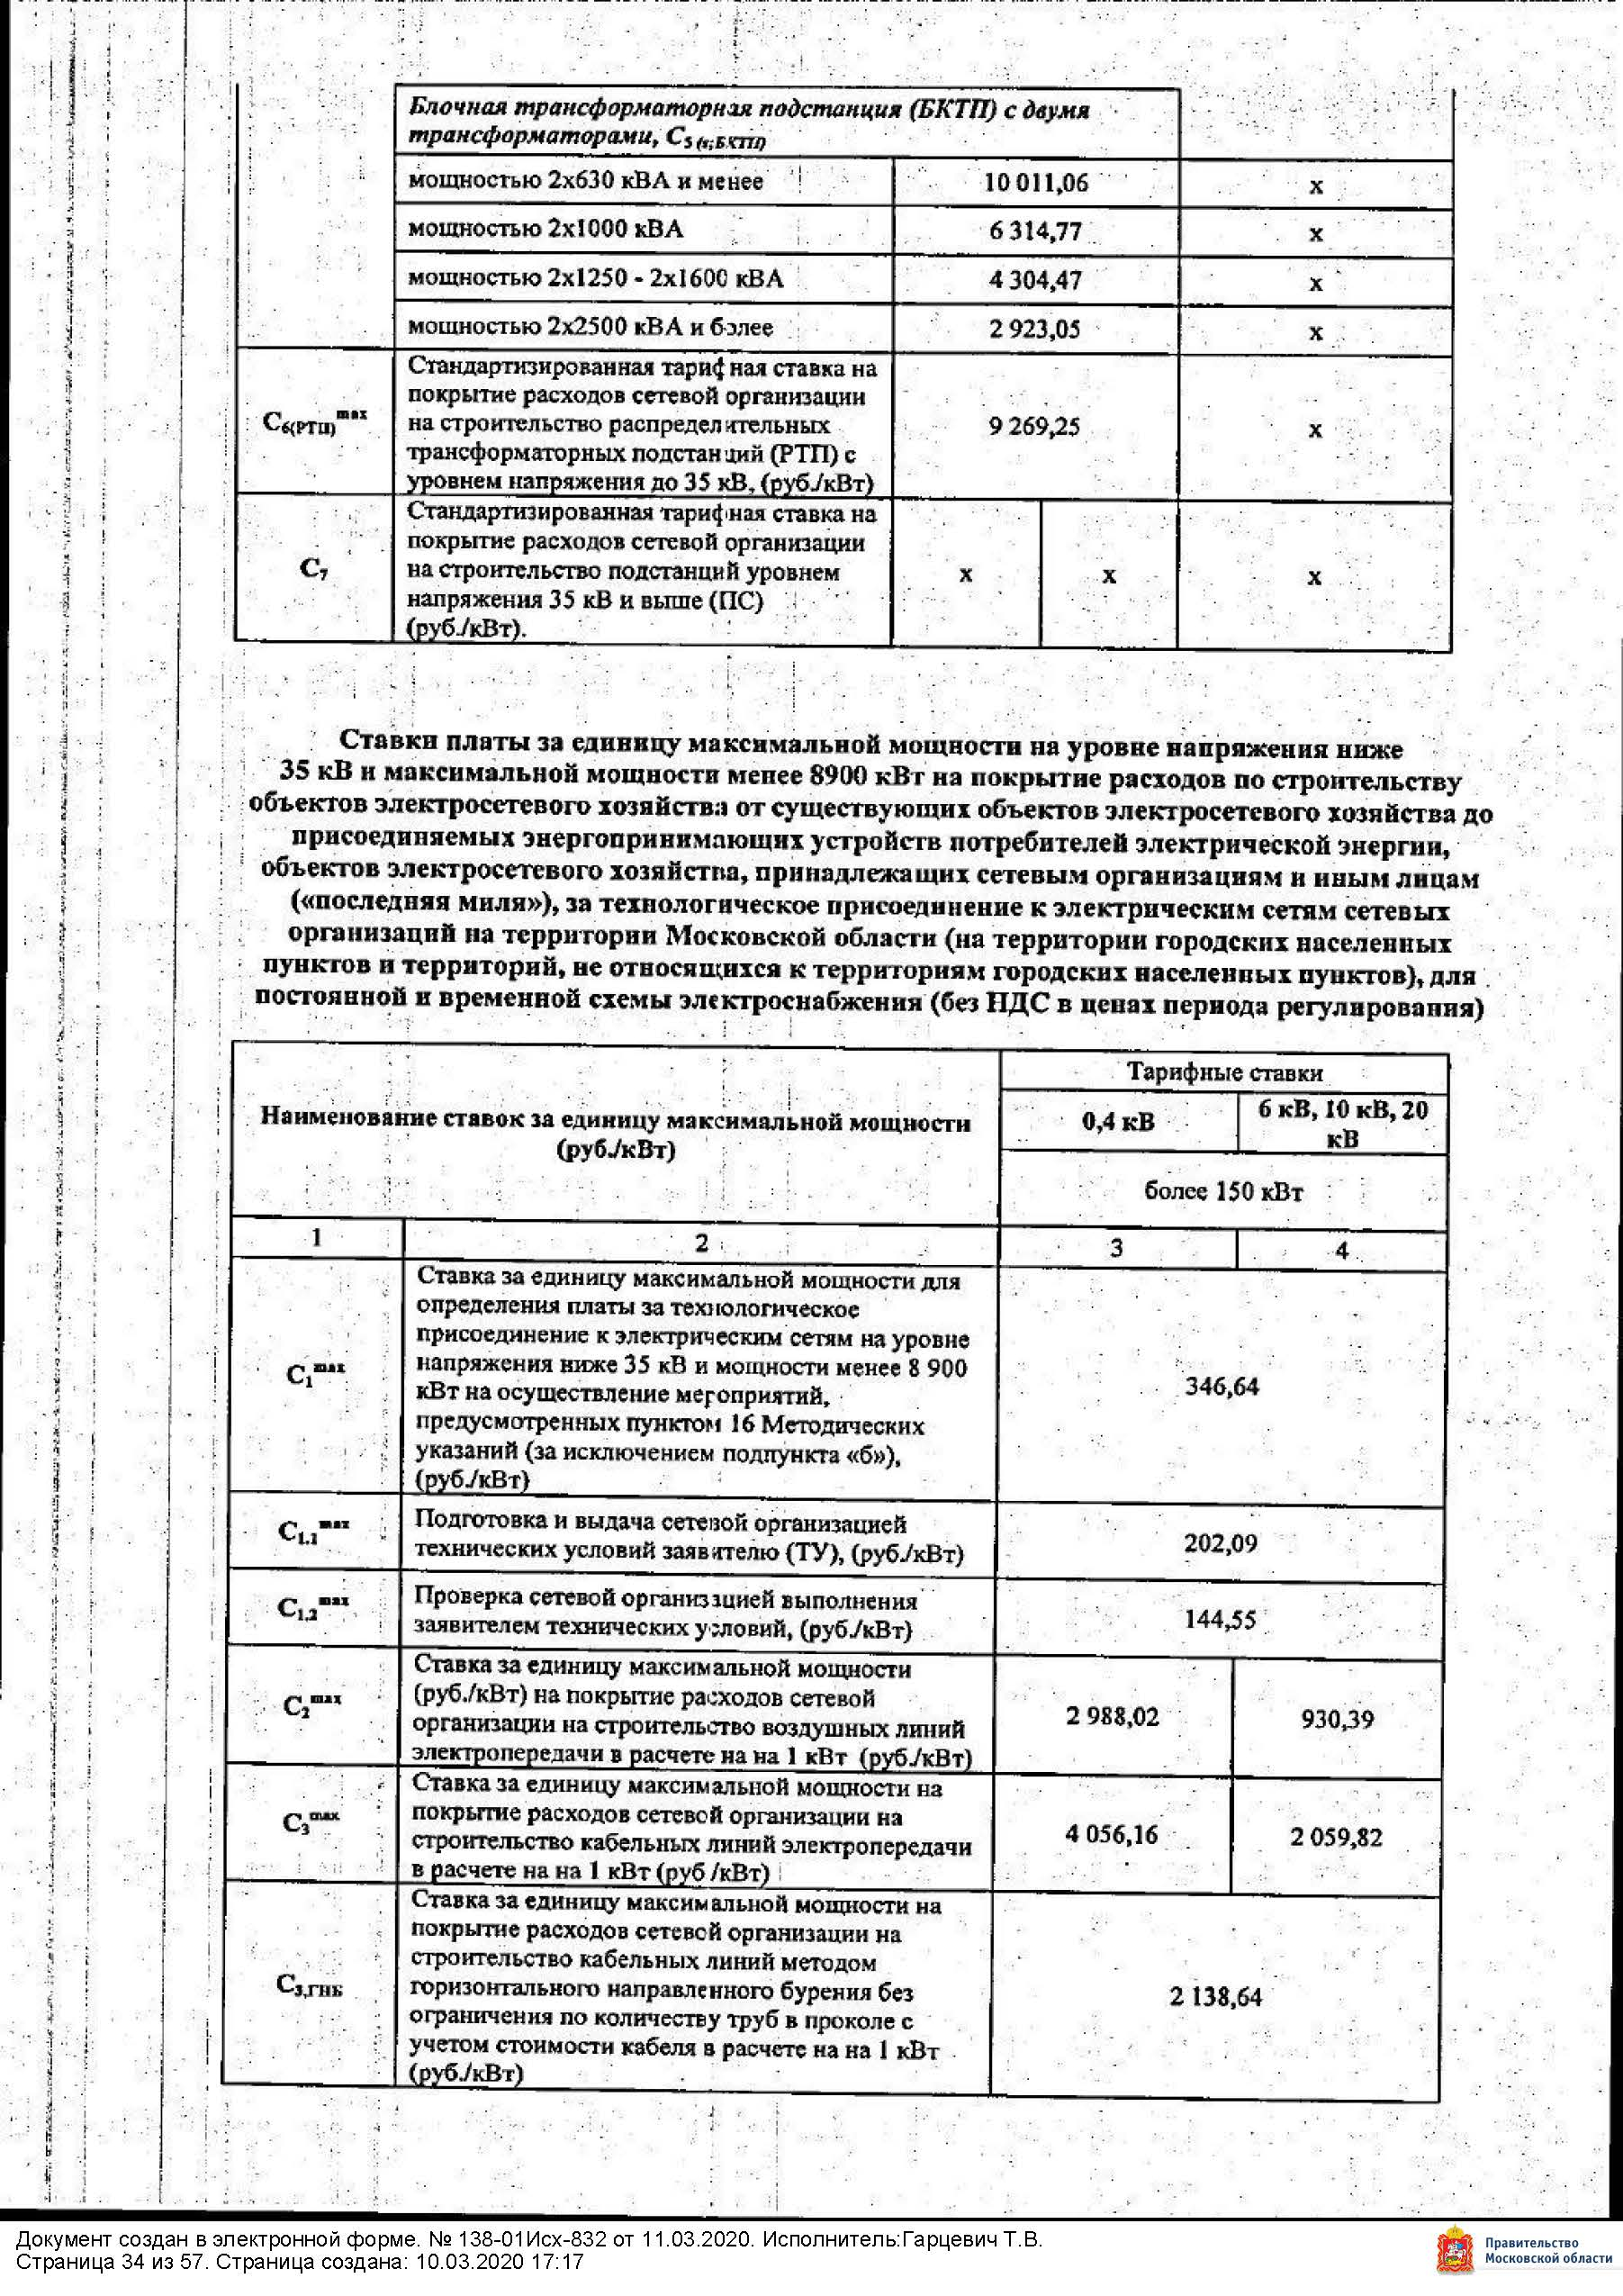 Блочная трансформаторная подстанция (БКТП) с двумя
трансформаторами, C5 (s;БКТП)
мощностью 2х630 кВА и менее 10 011,06 х
мощностью 2х1000 кВА 6 314,77 х
мощностью 2х1250 - 2х1600 кВА 4 304,47 х
мощностью 2х2500 кВА и более 2 923,05 х
Стандартизированная тарифная ставка на
покрытие расходов сетевой организации
C6(РТП)max на строительство распределительных 9 269,25 х
трансформаторных подстанций (РТП) с
уровнем напряжения до 35 кВ, (руб./кВт)
Стандартизированная тарифная ставка на
покрытие расходов сетевой организации
C7 на строительство подстанций уровнем х х х
напряжения 35 кВ и выше (ПС)
(руб./кВт).
Ставки платы за единицу максимальной мощности на уровне напряжения ниже
35 кВ и максимальной мощности менее 8900 кВт на покрытие расходов по строительству
объектов электросетевого хозяйства от существующих объектов электросетевого хозяйства до
присоединяемых энергопринимающих устройств потребителей электрической энергии,
объектов электросетевого хозяйства, принадлежащих сетевым организациям и иным лицам
(«последняя миля»), за технологическое присоединение к электрическим сетям сетевых
организаций на территории Московской области (на территории городских населенных
пунктов и территорий, не относящихся к территориям городских населенных пунктов), для
постоянной и временной схемы электроснабжения (без НДС в ценах периода регулирования)
Наименование ставок за единицу максимальной мощности
(руб./кВт)
Тарифные ставки
0,4 кВ
6 кВ, 10 кВ, 20
кВ
более 150 кВт
1 2 3 4
Ставка за единицу максимальной мощности для
определения платы за технологическое
присоединение к электрическим сетям на уровне
C1max напряжения ниже 35 кВ и мощности менее 8 900 346,64
кВт на осуществление мероприятий,
предусмотренных пунктом 16 Методических
указаний (за исключением подпункта «б»),
(руб./кВт)
C1.1max Подготовка и выдача сетевой организацией 202,09
технических условий заявителю (ТУ), (руб./кВт)
C1.2max Проверка сетевой организацией выполнения 144,55
заявителем технических условий, (руб./кВт)
Ставка за единицу максимальной мощности
C2max (руб./кВт) на покрытие расходов сетевой 2 988,02 930,39
организации на строительство воздушных линий
электропередачи в расчете на на 1 кВт (руб./кВт)
Ставка за единицу максимальной мощности на
C3max покрытие расходов сетевой организации на 4 056,16 2 059,82
строительство кабельных линий электропередачи
в расчете на на 1 кВт (руб /кВт)
Ставка за единицу максимальной мощности на
покрытие расходов сетевой организации на
строительство кабельных линий методом
C3,ГНБ горизонтального направленного бурения без 2 138,64
ограничения по количеству труб в проколе с
учетом стоимости кабеля в расчете на на 1 кВт
(руб./кВт)
Документ создан в электронной форме. № 138-01Исх-832 от 11.03.2020. Исполнитель:Гарцевич Т.В.
Страница 34 из 57. Страница создана: 10.03.2020 17:17
Правительство
Московской области